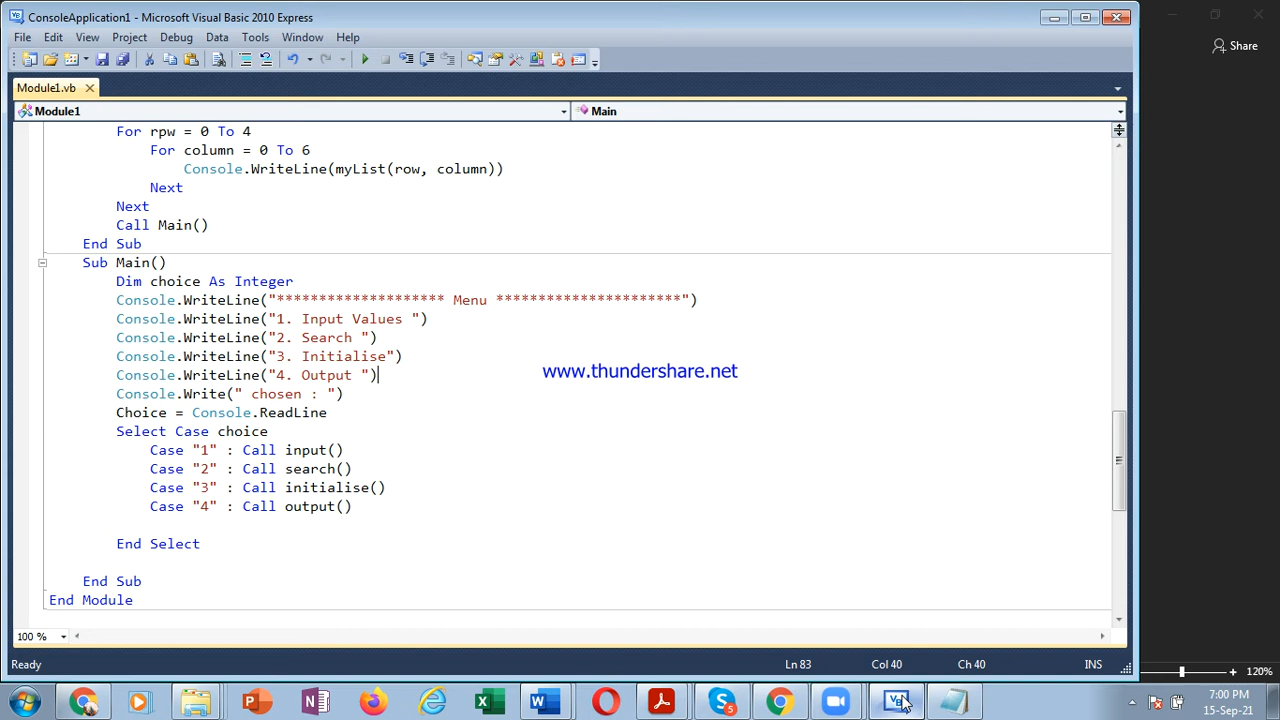 ConsoleApplication1 - Microsoft Visual Basic 2010 Express
File Edit View Project Debug Data Tools Window Help
Share
Module1.vb
Module1 Main
For rpw = 0 To 4
For column = 0 To 6
Console.WriteLine(myList(row, column))
Next
Next
Call Main()
End Sub
Sub Main()
Dim choice As Integer
Console.WriteLine("******************** Menu **********************")
Console.WriteLine("1. Input Values ")
Console.WriteLine("2. Search ")
Console.WriteLine("3. Initialise")
Console.WriteLine("4. Output ")
www.thundershare.net
Console.Write(" chosen : ")
Choice = Console.ReadLine
Select Case choice
Case "1" : Call input()
Case "2" : Call search()
Case "3" : Call initialise()
Case "4" : Call output()
End Select
End Sub
End Module
100 %
Ready Ln 83 Col 40 Ch 40 INS
120%
7:00 PM
15-Sep-21